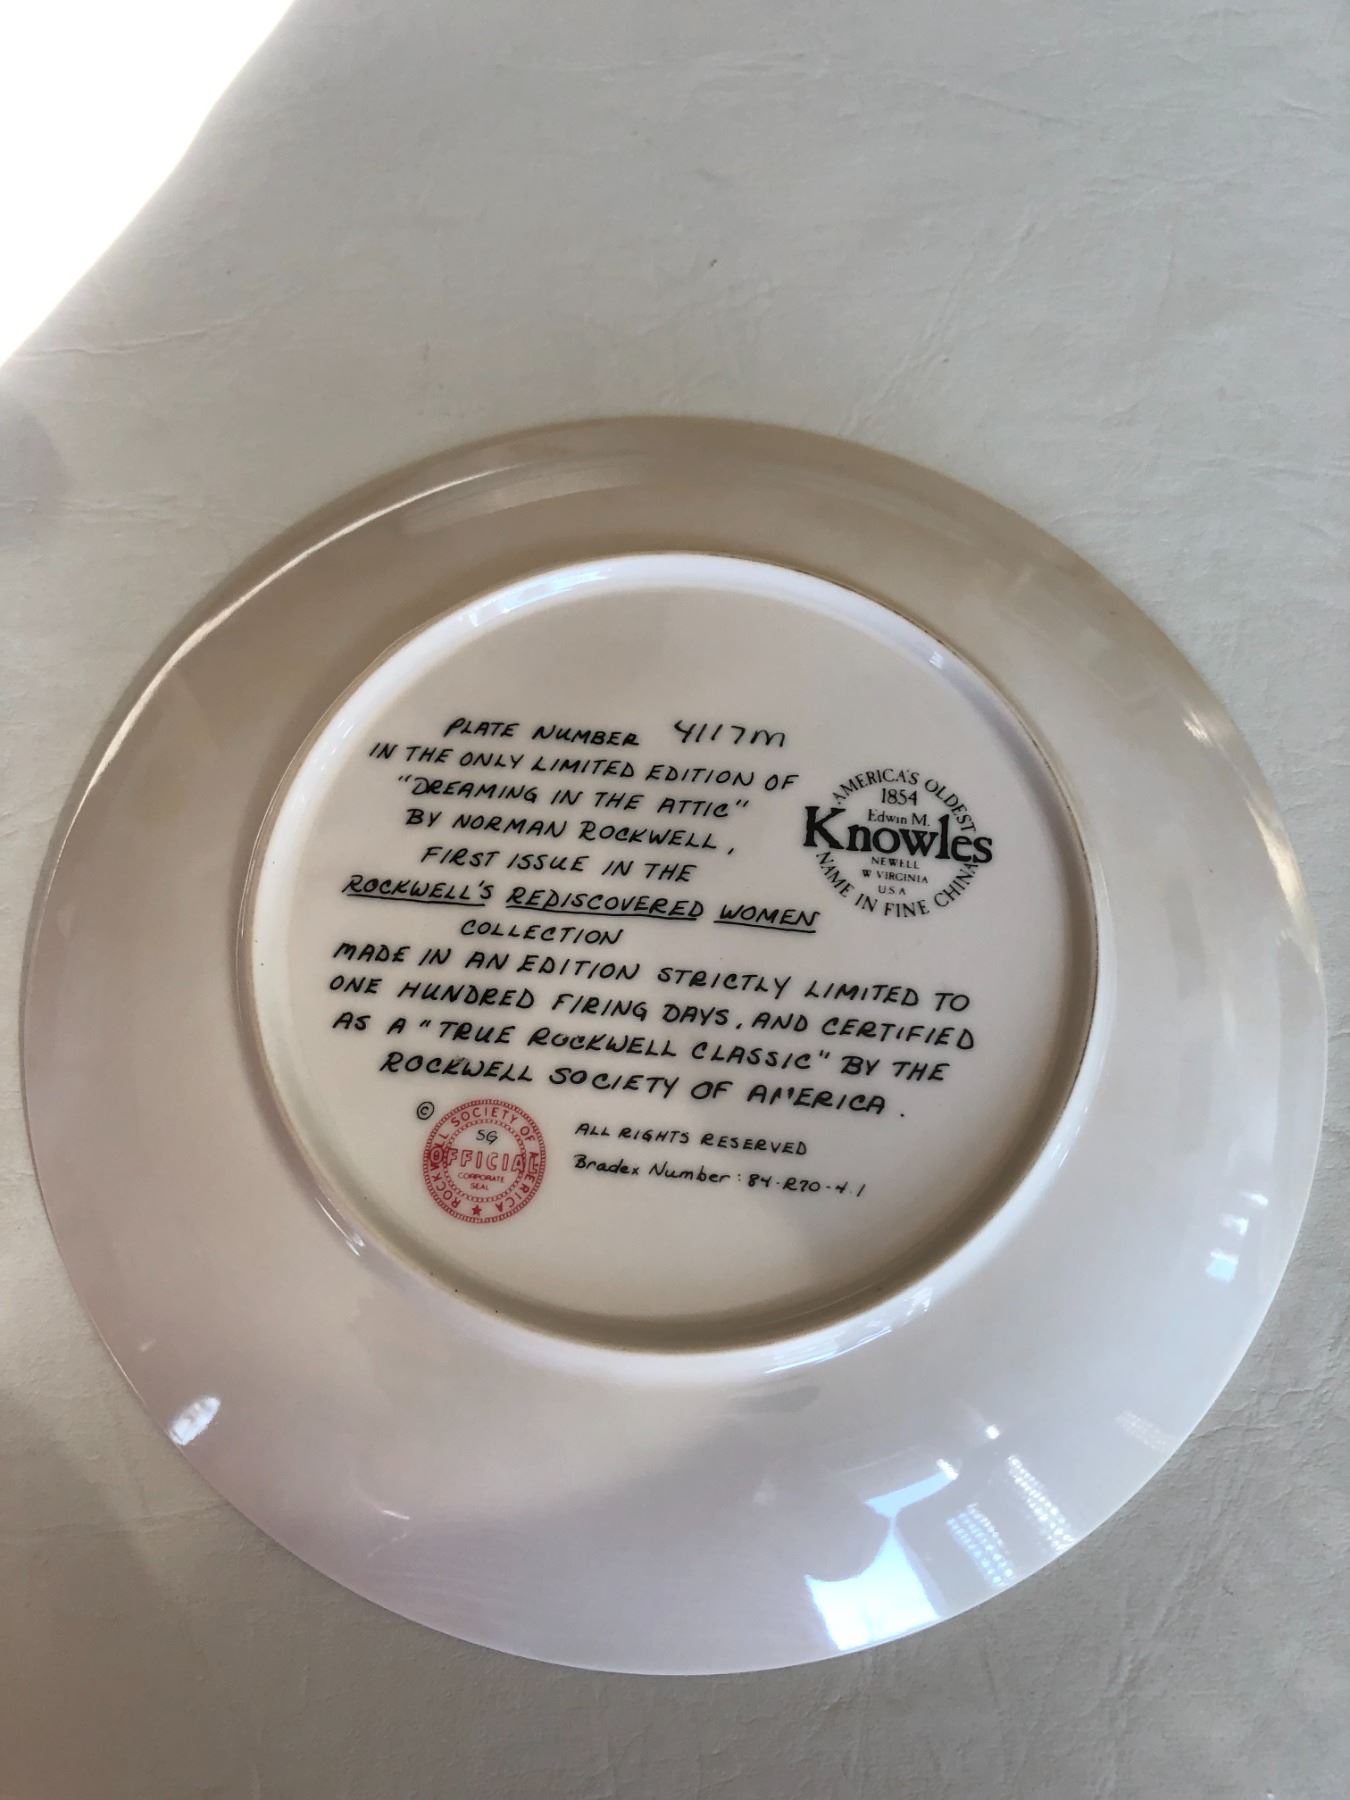 PLATE NUMBER 4117m
IN THE ONLY LIMITED EDITION OF
"DREAMING IN THE ATTIC"
BY NORMAN ROCKWELL,
FIRST ISSUE IN THE
ROCKWELL'S REDISCOVERED WOMEN
COLLECTION
MADE IN AN EDITION STRICTLY LIMITED TO
ONE HUNDRED FIRING DAYS, AND CERTIFIED
AS A "TRUE ROCKWELL CLASSIC" BY THE
ROCKWELL SOCIETY OF AMERICA.
AMERICA'S OLDEST
1854
Edwin M.
Knowles
NEWELL
W VIRGINIA
USA
NAME IN FINE CHINA
©
ROCKWELL SOCIETY OF AMERICA
SG
OFFICIAL
CORPORATE
SEAL
ALL RIGHTS RESERVED
Bradex Number: 84-R70-4.1